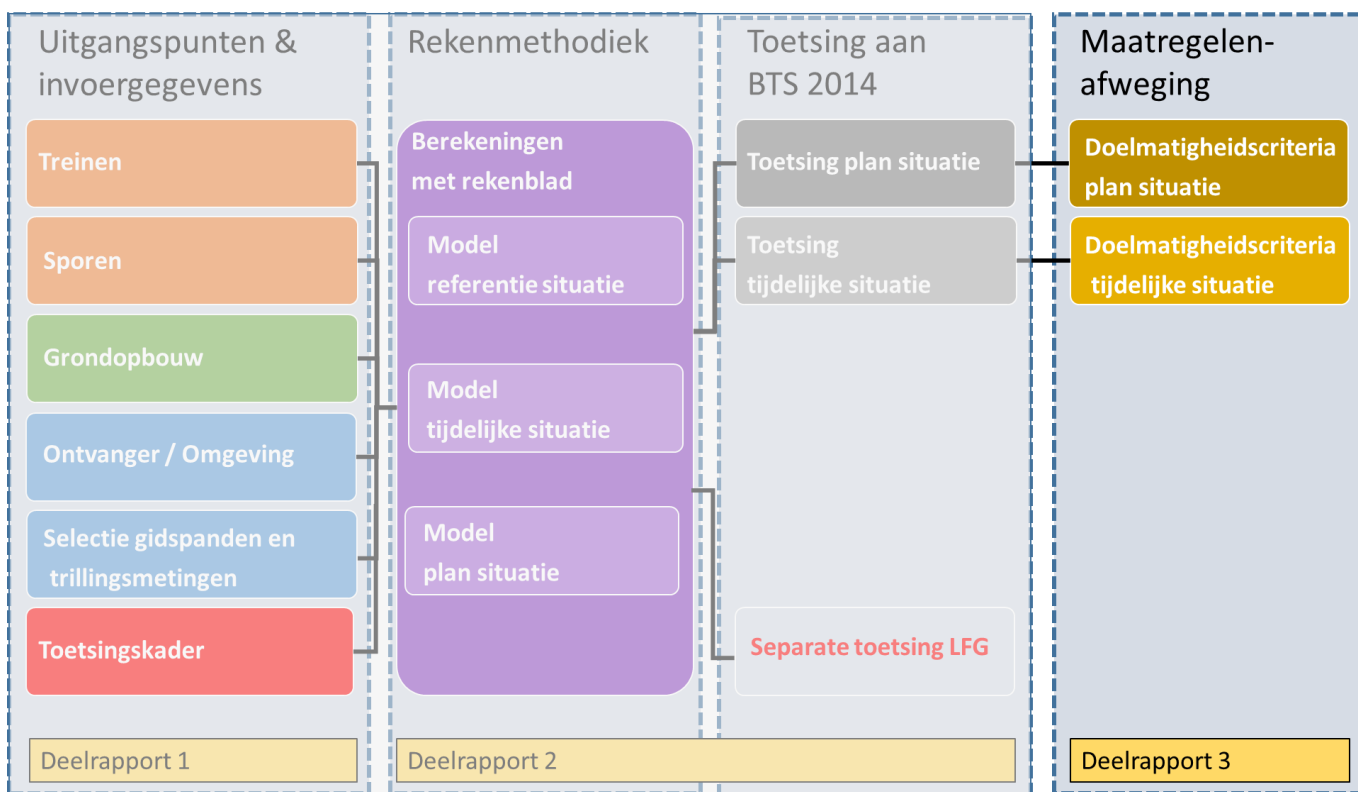 Uitgangspunten &
invoergegevens
Treinen
Sporen
Grondopbouw
Ontvanger / Omgeving
Selectie gidspanden en
trillingsmetingen
Toetsingskader
Deelrapport 1
Rekenmethodiek
Berekeningen
met rekenblad
Model
referentie situatie
Model
tijdelijke situatie
Model
plan situatie
Deelrapport 2
Toetsing aan
BTS 2014
Toetsing plan situatie
Toetsing
tijdelijke situatie
Separate toetsing LFG
Maatregelen-
afweging
Doelmatigheidscriteria
plan situatie
Doelmatigheidscriteria
tijdelijke situatie
Deelrapport 3